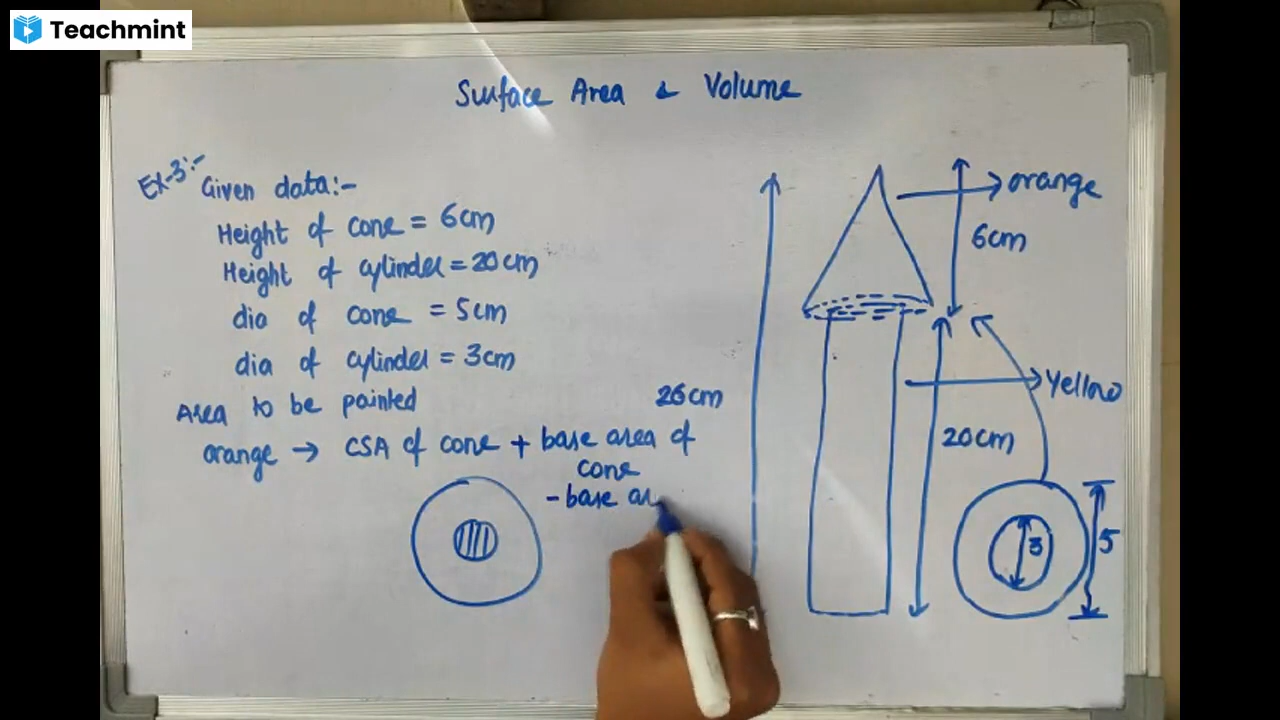 Teachmint
Surface Area & Volume
Ex-3:-
Given data:-
Height of cone = 6cm
Height of cylinder = 20cm
dia of cone = 5cm
dia of cylinder = 3cm
Area to be painted
orange → CSA of cone + base area of
cone
- base ar
26cm
orange
6cm
Yellow
20cm
3
5